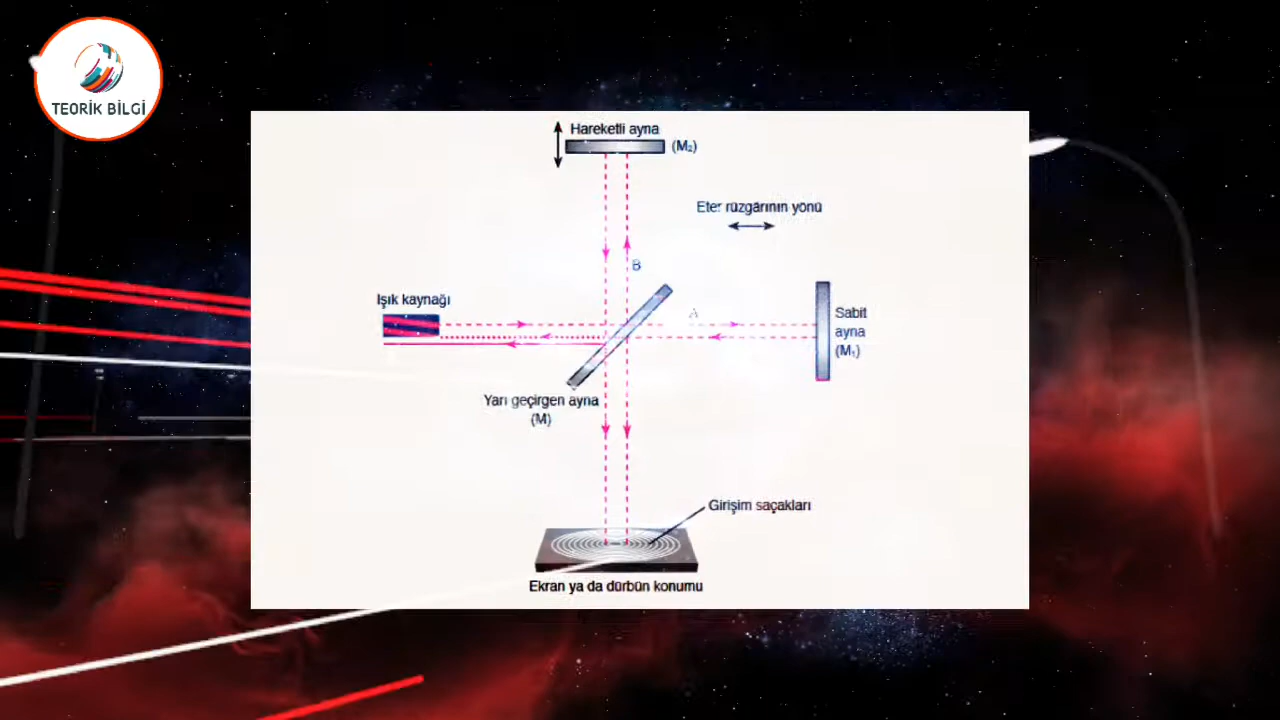 TEORİK BİLGİ
Hareketli ayna
(M₂)
Eter rüzgârının yönü
B
Işık kaynağı
A
Sabit
ayna
(M₁)
Yarı geçirgen ayna
(M)
Girişim saçakları
Ekran ya da dürbün konumu